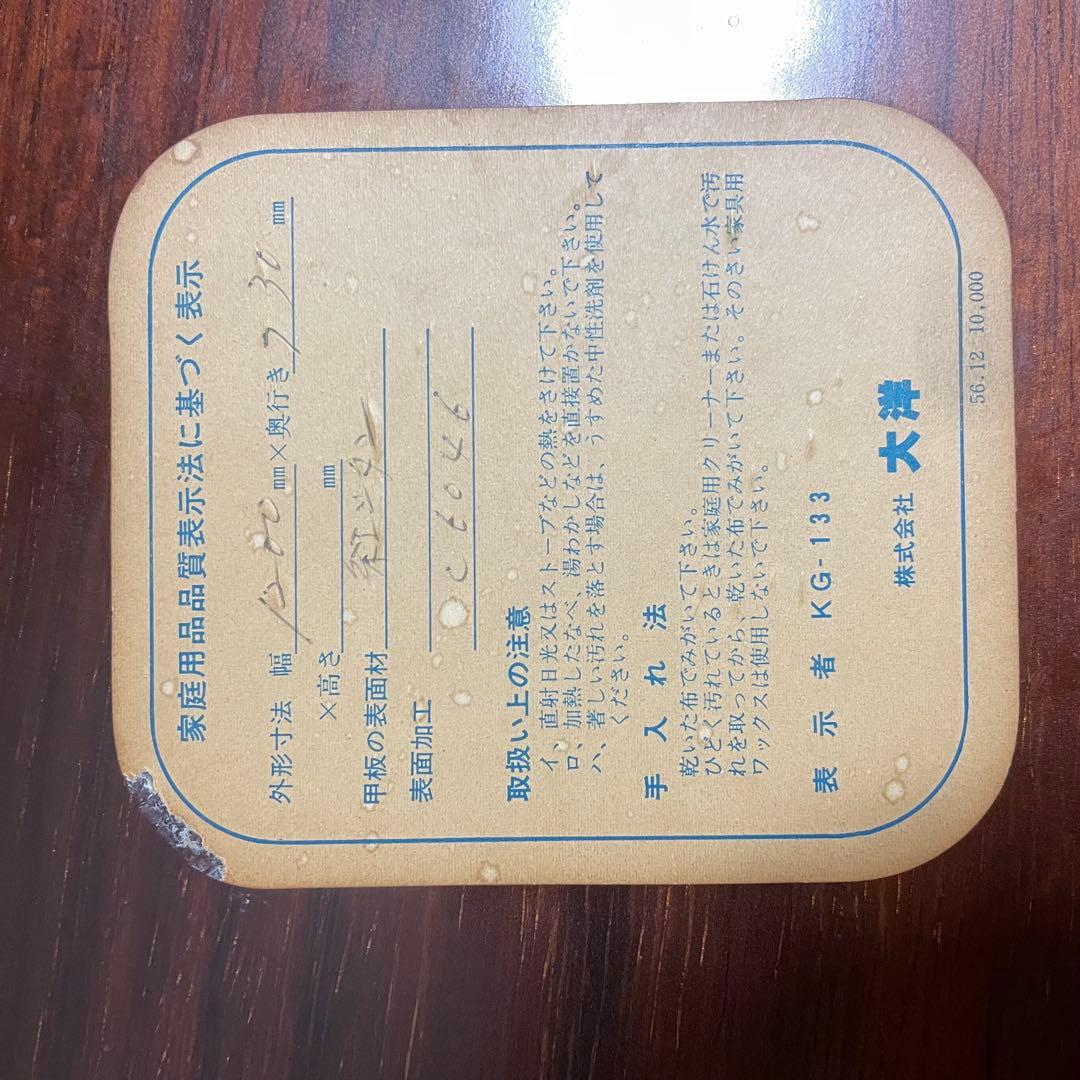 家庭用品品質表示法に基づく表示
外形寸法 幅 1200 mm×奥行き 730 mm
×高さ mm
甲板の表面材
表面加工
C 6046
取扱い上の注意
イ、直射日光又はストーブなどの熱をさけて下さい。
ロ、加熱したなべ、湯わかしなどを直接置かないで下さい。
ハ、著しい汚れを落とす場合は、うすめた中性洗剤を使用して
ください。
手入れ法
乾いた布でみがいて下さい。
ひどく汚れているときは家庭用クリーナーまたは石けん水で汚
れを取ってから、乾いた布でみがいて下さい。そのさい家具用
ワックスは使用しないで下さい。
表示者 KG-133
株式会社 大洋
56.12 10,000